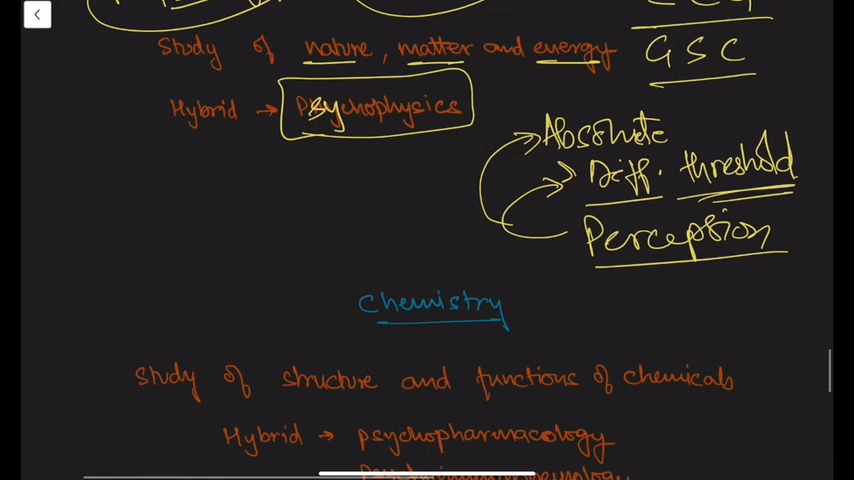 Study of nature, matter and energy
GSC
Hybrid → Psychophysics
Absolute
Diff. threshold
Perception
Chemistry
Study of structure and functions of chemicals
Hybrid → psychopharmacology